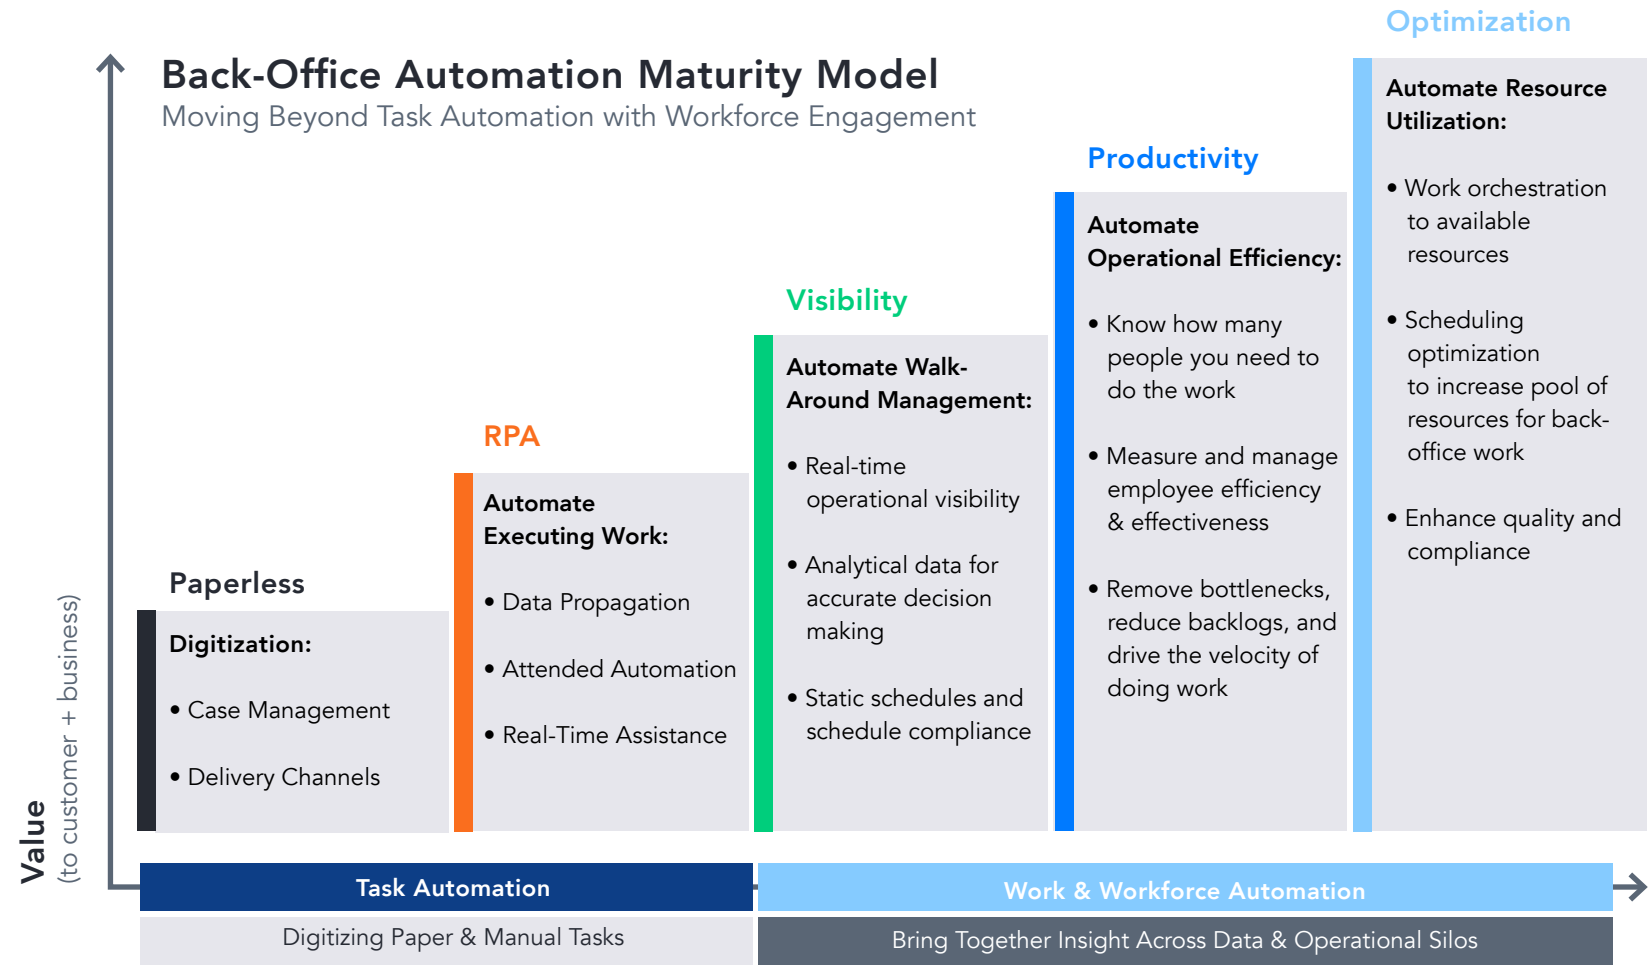 Back-Office Automation Maturity Model
Moving Beyond Task Automation with Workforce Engagement
Value
(to customer + business)
Paperless
Digitization:
• Case Management
• Delivery Channels
RPA
Automate
Executing Work:
• Data Propagation
• Attended Automation
• Real-Time Assistance
Visibility
Automate Walk-
Around Management:
• Real-time
operational visibility
• Analytical data for
accurate decision
making
• Static schedules and
schedule compliance
Productivity
Automate
Operational Efficiency:
• Know how many
people you need to
do the work
• Measure and manage
employee efficiency
& effectiveness
• Remove bottlenecks,
reduce backlogs, and
drive the velocity of
doing work
Optimization
Automate Resource
Utilization:
• Work orchestration
to available
resources
• Scheduling
optimization
to increase pool of
resources for back-
office work
• Enhance quality and
compliance
Task Automation
Work & Workforce Automation
Digitizing Paper & Manual Tasks
Bring Together Insight Across Data & Operational Silos